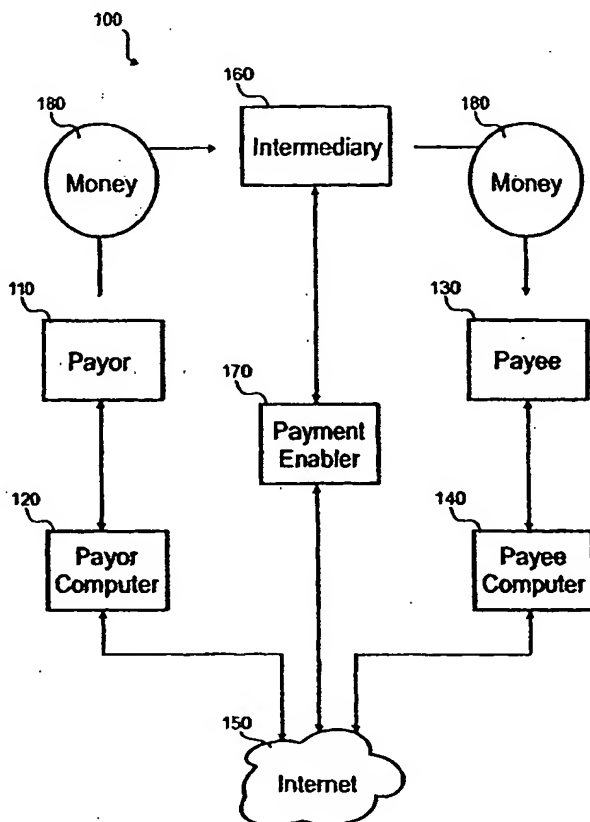 100
180
160
180
Money
Intermediary
Money
110
130
Payor
170
Payee
Payment
Enabler
120
140
Payor
Computer
Payee
Computer
150
Internet